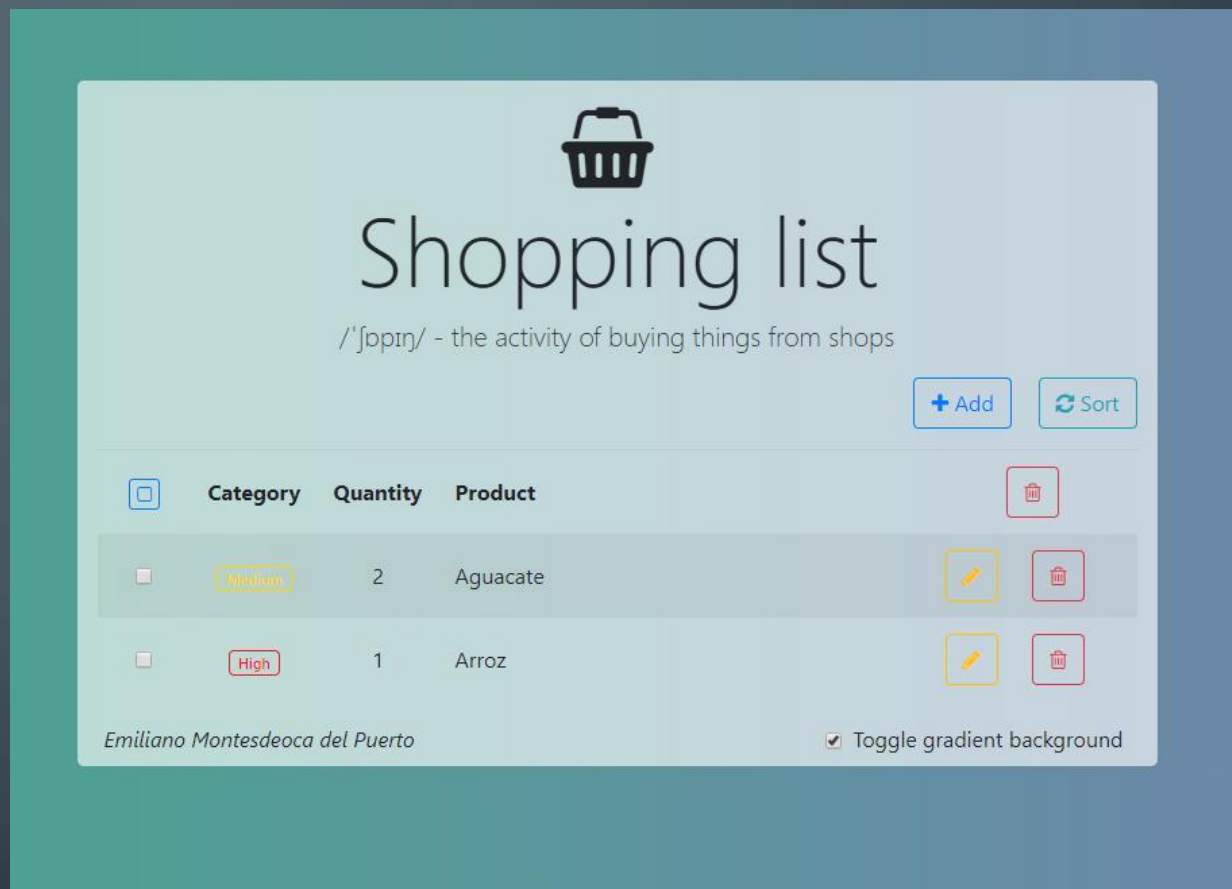 Shopping list
/ˈʃɒpɪŋ/ - the activity of buying things from shops
Add Sort
Category Quantity Product
Medium 2 Aguacate
High 1 Arroz
Emiliano Montesdeoca del Puerto Toggle gradient background